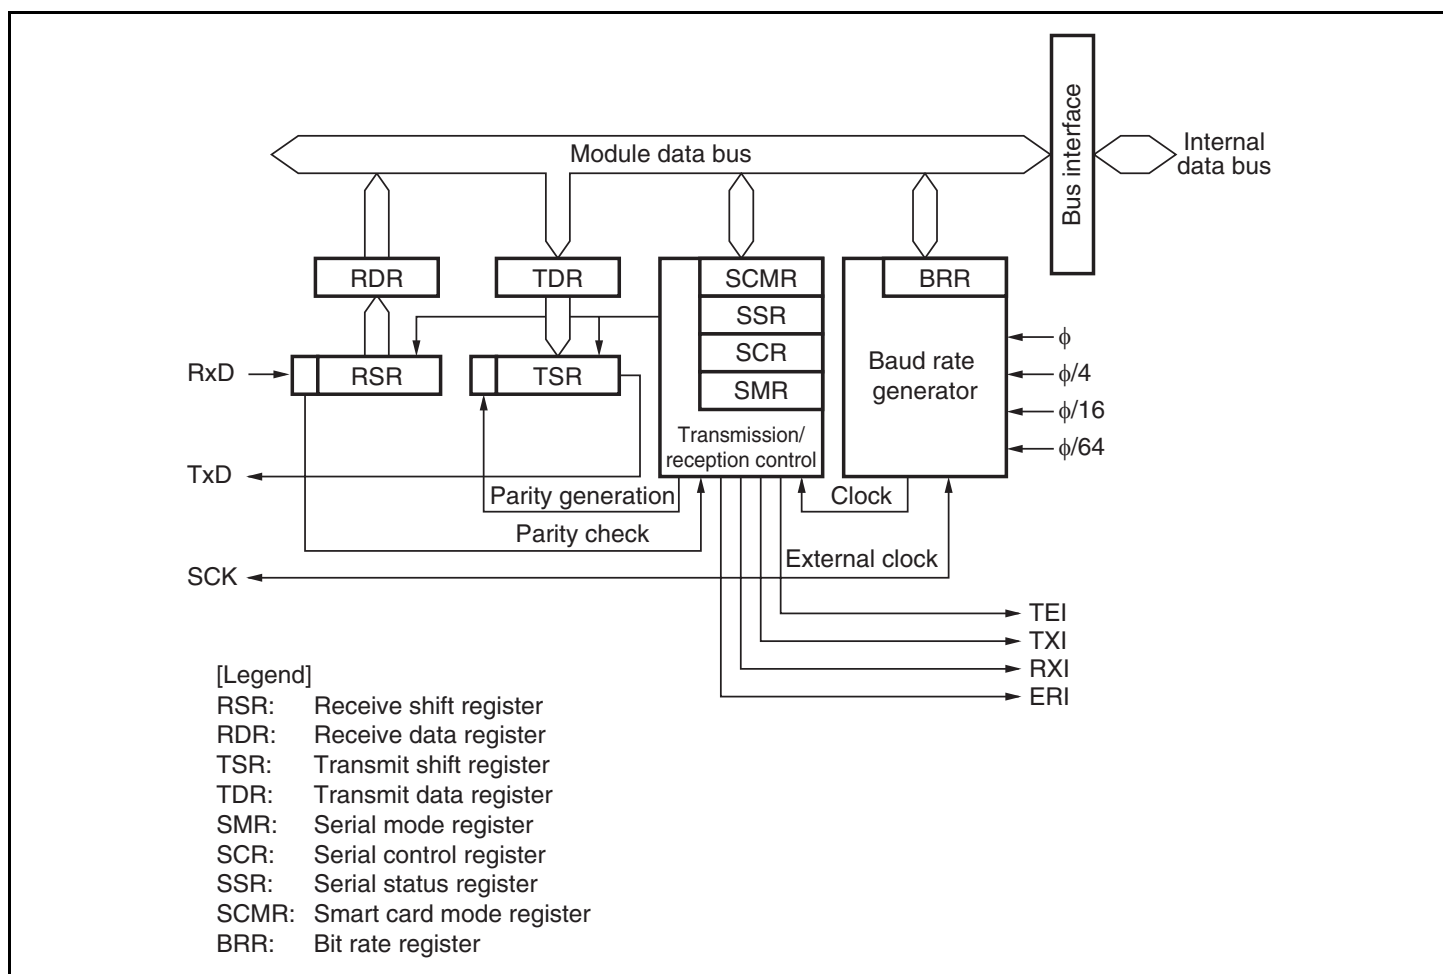 Bus interface
Internal
data bus
Module data bus
RDR
TDR
SCMR
BRR
SSR
SCR
SMR
RSR
TSR
Baud rate
generator
ϕ
ϕ/4
ϕ/16
ϕ/64
RxD
TxD
SCK
Transmission/
reception control
Parity generation
Clock
Parity check
External clock
TEI
TXI
RXI
ERI
[Legend]
RSR: Receive shift register
RDR: Receive data register
TSR: Transmit shift register
TDR: Transmit data register
SMR: Serial mode register
SCR: Serial control register
SSR: Serial status register
SCMR: Smart card mode register
BRR: Bit rate register